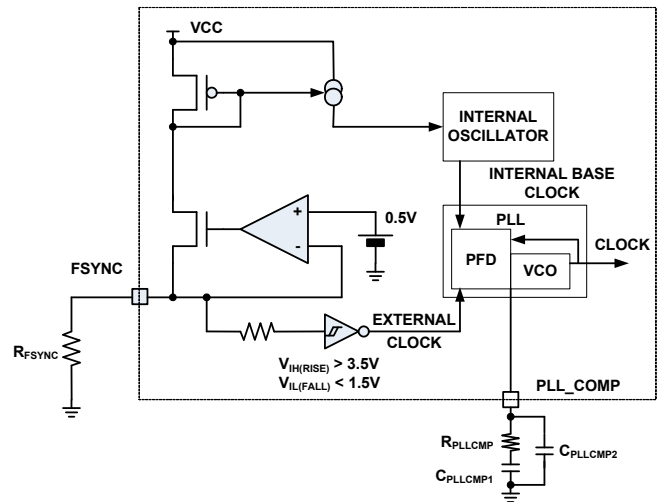 VCC
INTERNAL
OSCILLATOR
INTERNAL BASE
CLOCK
0.5V
+
-
PLL
CLOCK
PFD
VCO
FSYNC
EXTERNAL
CLOCK
RFSYNC
VIH(RISE) > 3.5V
VIL(FALL) < 1.5V
PLL_COMP
RPLLCMP
CPLLCMP2
CPLLCMP1